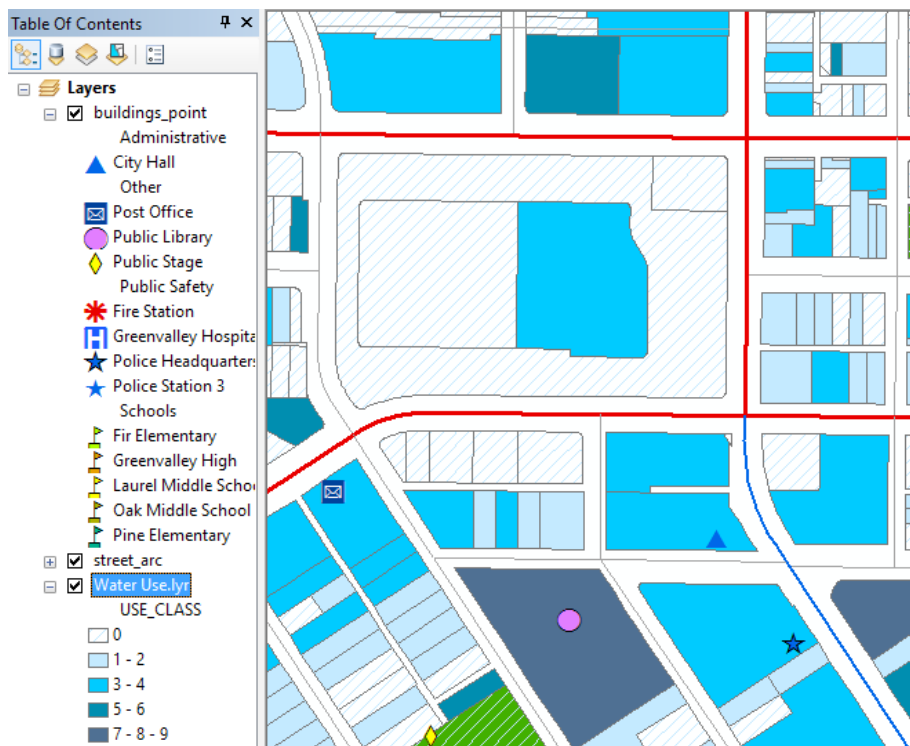 Table Of Contents
Layers
buildings_point
Administrative
City Hall
Other
Post Office
Public Library
Public Stage
Public Safety
Fire Station
Greenvalley Hospita
Police Headquarter
Police Station 3
Schools
Fir Elementary
Greenvalley High
Laurel Middle Schoo
Oak Middle School
Pine Elementary
street_arc
Water Use.lyr
USE_CLASS
0
1 - 2
3 - 4
5 - 6
7 - 8 - 9